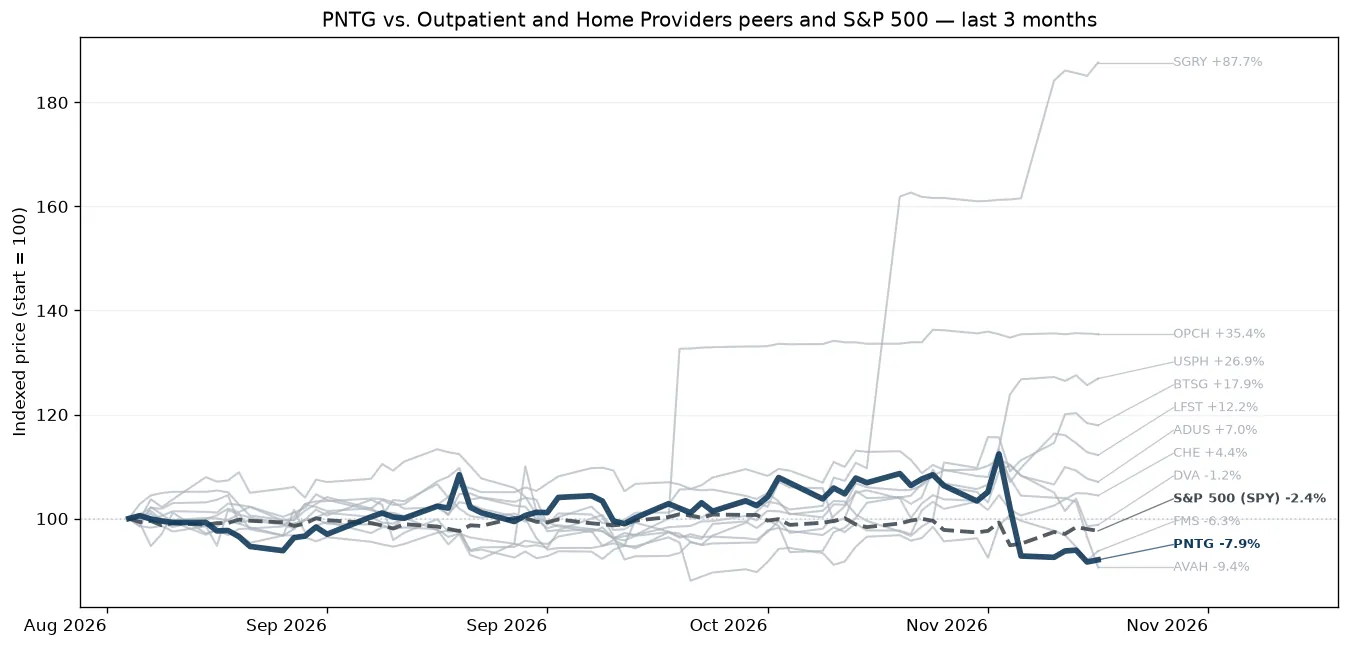 PNTG vs. Outpatient and Home Providers peers and S&P 500 — last 3 months
Indexed price (start = 100)
180
160
140
120
100
SGRY +87.7%
OPCH +35.4%
USPH +26.9%
BTSG +17.9%
LFST +12.2%
ADUS +7.0%
CHE +4.4%
DVA -1.2%
S&P 500 (SPY) -2.4%
FMS -6.3%
PNTG -7.9%
AVAH -9.4%
Aug 2026
Sep 2026
Sep 2026
Oct 2026
Nov 2026
Nov 2026